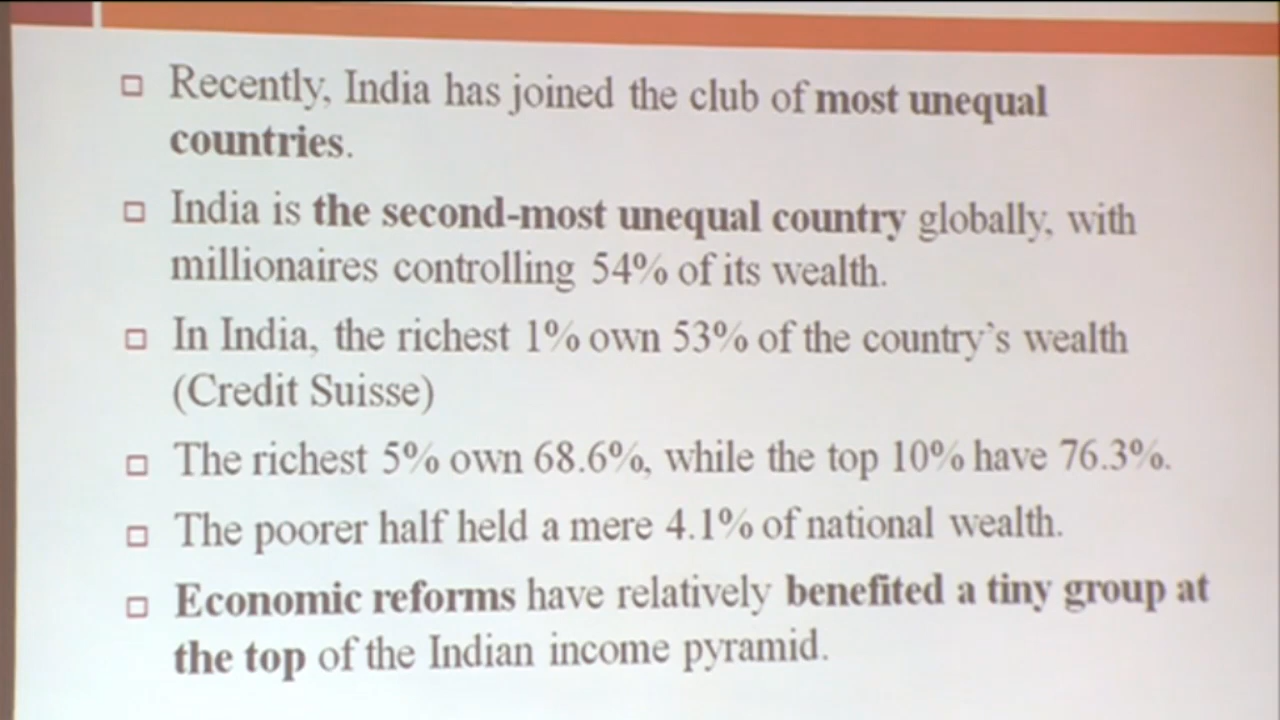 Recently, India has joined the club of most unequal
countries.
India is the second-most unequal country globally, with
millionaires controlling 54% of its wealth.
In India, the richest 1% own 53% of the country's wealth
(Credit Suisse)
The richest 5% own 68.6%, while the top 10% have 76.3%.
The poorer half held a mere 4.1% of national wealth.
Economic reforms have relatively benefited a tiny group at
the top of the Indian income pyramid.